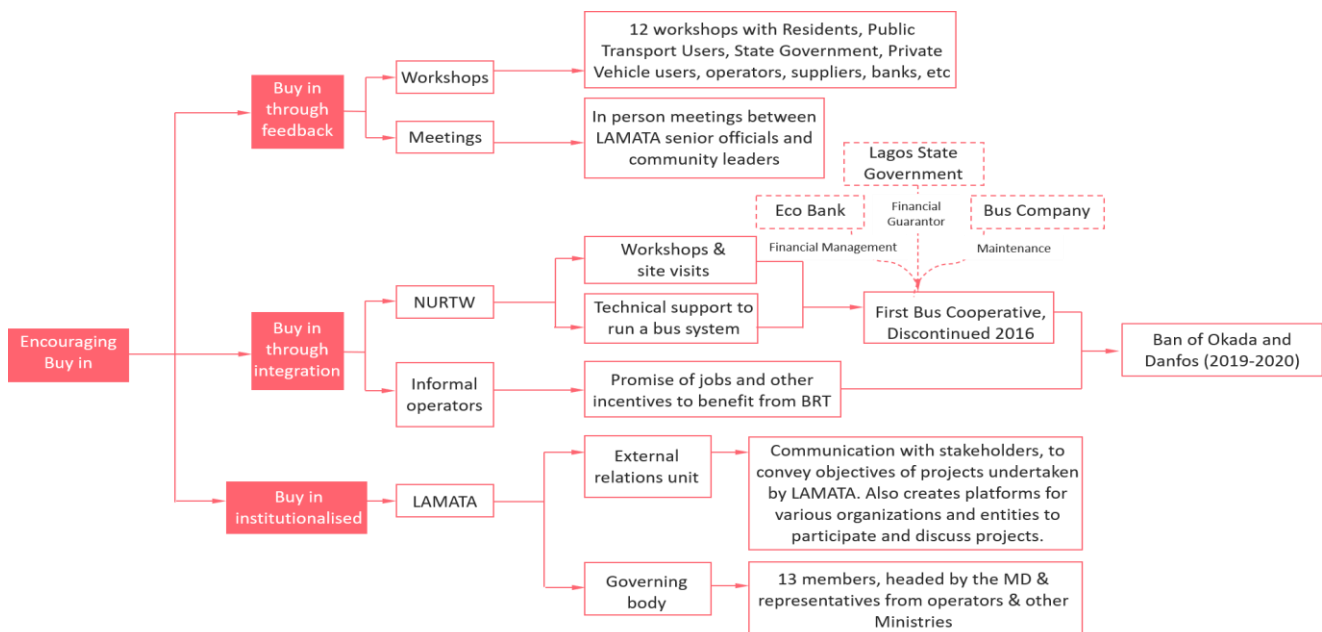 Encouraging
Buy in
Buy in
through
feedback
Workshops
12 workshops with Residents, Public
Transport Users, State Government, Private
Vehicle users, operators, suppliers, banks, etc
Meetings
In person meetings between
LAMATA senior officials and
community leaders
Buy in
through
integration
NURTW
Workshops &
site visits
Technical support to
run a bus system
Lagos State
Government
Financial
Guarantor
Eco Bank
Financial Management
Bus Company
Maintenance
First Bus Cooperative,
Discontinued 2016
Informal
operators
Promise of jobs and other
incentives to benefit from BRT
Ban of Okada and
Danfos (2019-2020)
Buy in
institutionalised
LAMATA
External
relations unit
Communication with stakeholders, to
convey objectives of projects undertaken
by LAMATA. Also creates platforms for
various organizations and entities to
participate and discuss projects.
Governing
body
13 members, headed by the MD &
representatives from operators & other
Ministries